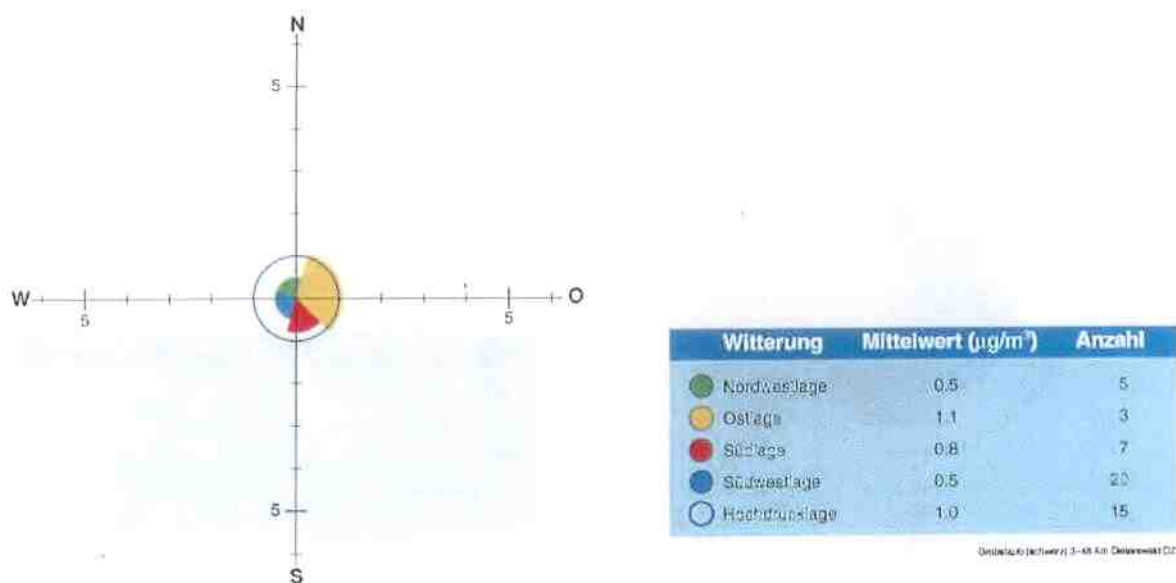 N
5
W
5
5
O
5
S
Witterung Mittelwert (µg/m³) Anzahl
Nordwestlage 0.5 5
Ostlage 1.1 3
Südlage 0.8 7
Südwestlage 0.5 20
Hochdrucklage 1.0 15